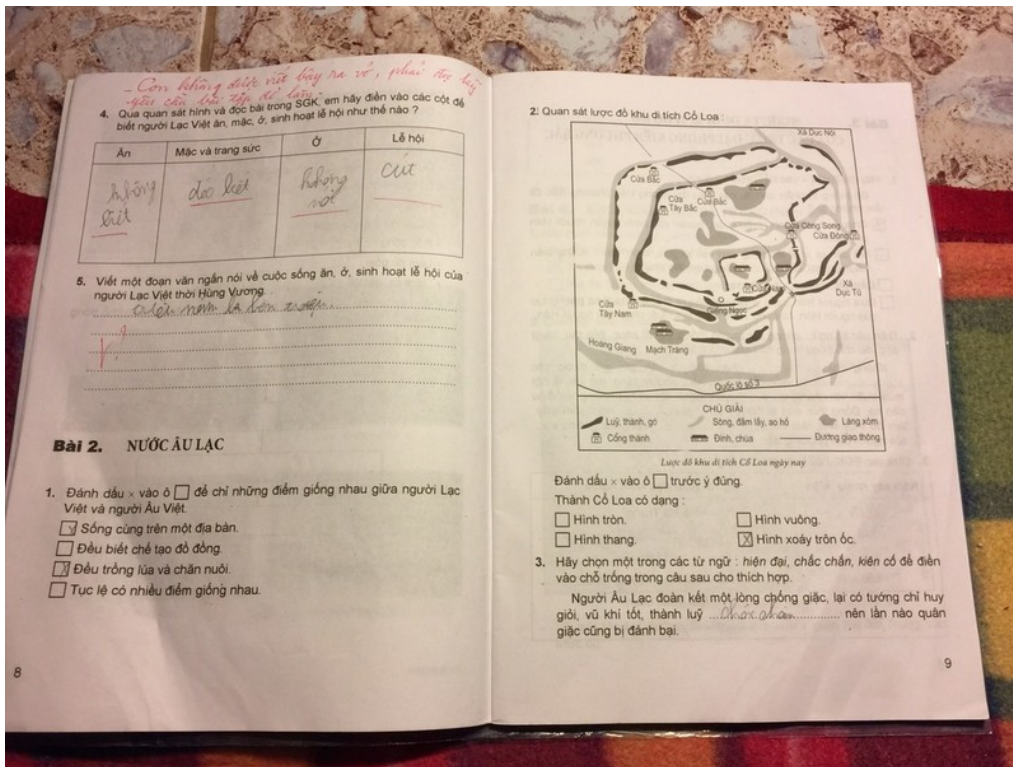 - Con không được viết bậy ra vở, phải đọc kỹ
yêu cầu bài tập để làm.
4. Qua quan sát hình và đọc bài trong SGK, em hãy điền vào các cột để
biết người Lạc Việt ăn, mặc, ở, sinh hoạt lễ hội như thế nào ?
Ăn Mặc và trang sức Ở Lễ hội
không biết đéo biết không nói cứt
5. Viết một đoạn văn ngắn nói về cuộc sống ăn, ở, sinh hoạt lễ hội của
người Lạc Việt thời Hùng Vương.
Việt nam là bên
Bài 2. NƯỚC ÂU LẠC
1. Đánh dấu × vào ô □ để chỉ những điểm giống nhau giữa người Lạc
Việt và người Âu Việt.
Sống cùng trên một địa bàn.
Đều biết chế tạo đồ đồng.
X Đều trồng lúa và chăn nuôi.
Tục lệ có nhiều điểm giống nhau.
8
2. Quan sát lược đồ khu di tích Cổ Loa :
Xã Dục Nội
Cửa Bắc
Cửa Tây Bắc
Cửa Bắc
Cửa Cống Song
Cửa Đông
Cửa Nam
Xã Dục Tú
Cửa Tây Nam
Giếng Ngọc
Hoàng Giang
Mạch Tràng
Quốc lộ số 3
CHÚ GIẢI
Luỹ, thành, gò Sông, đầm lầy, ao hồ Làng xóm
Cổng thành Đình, chùa Đường giao thông
Lược đồ khu di tích Cổ Loa ngày nay
Đánh dấu × vào ô □ trước ý đúng.
Thành Cổ Loa có dạng :
Hình tròn. Hình vuông.
Hình thang. X Hình xoáy trôn ốc.
3. Hãy chọn một trong các từ ngữ : hiện đại, chắc chắn, kiên cố để điền
vào chỗ trống trong câu sau cho thích hợp.
Người Âu Lạc đoàn kết một lòng chống giặc, lại có tướng chỉ huy
giỏi, vũ khí tốt, thành luỹ ...chắc chắn... nên lần nào quân
giặc cũng bị đánh bại.
9